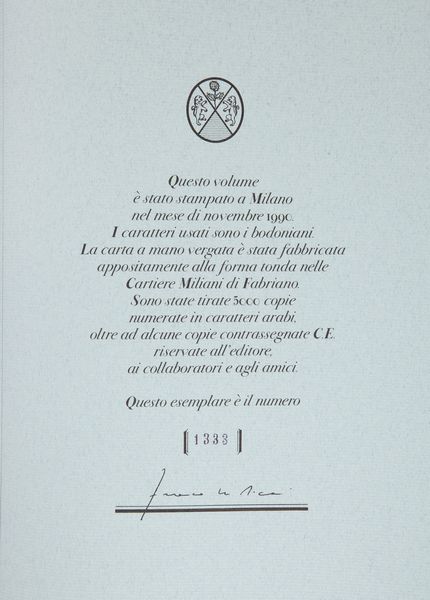 Questo volume
è stato stampato a Milano
nel mese di novembre 1990.
I caratteri usati sono i bodoniani.
La carta a mano vergata è stata fabbricata
appositamente alla forma tonda nelle
Cartiere Miliani di Fabriano.
Sono state tirate 5000 copie
numerate in caratteri arabi,
oltre ad alcune copie contrassegnate C.E.
riservate all'editore,
ai collaboratori e agli amici.
Questo esemplare è il numero
[1333]